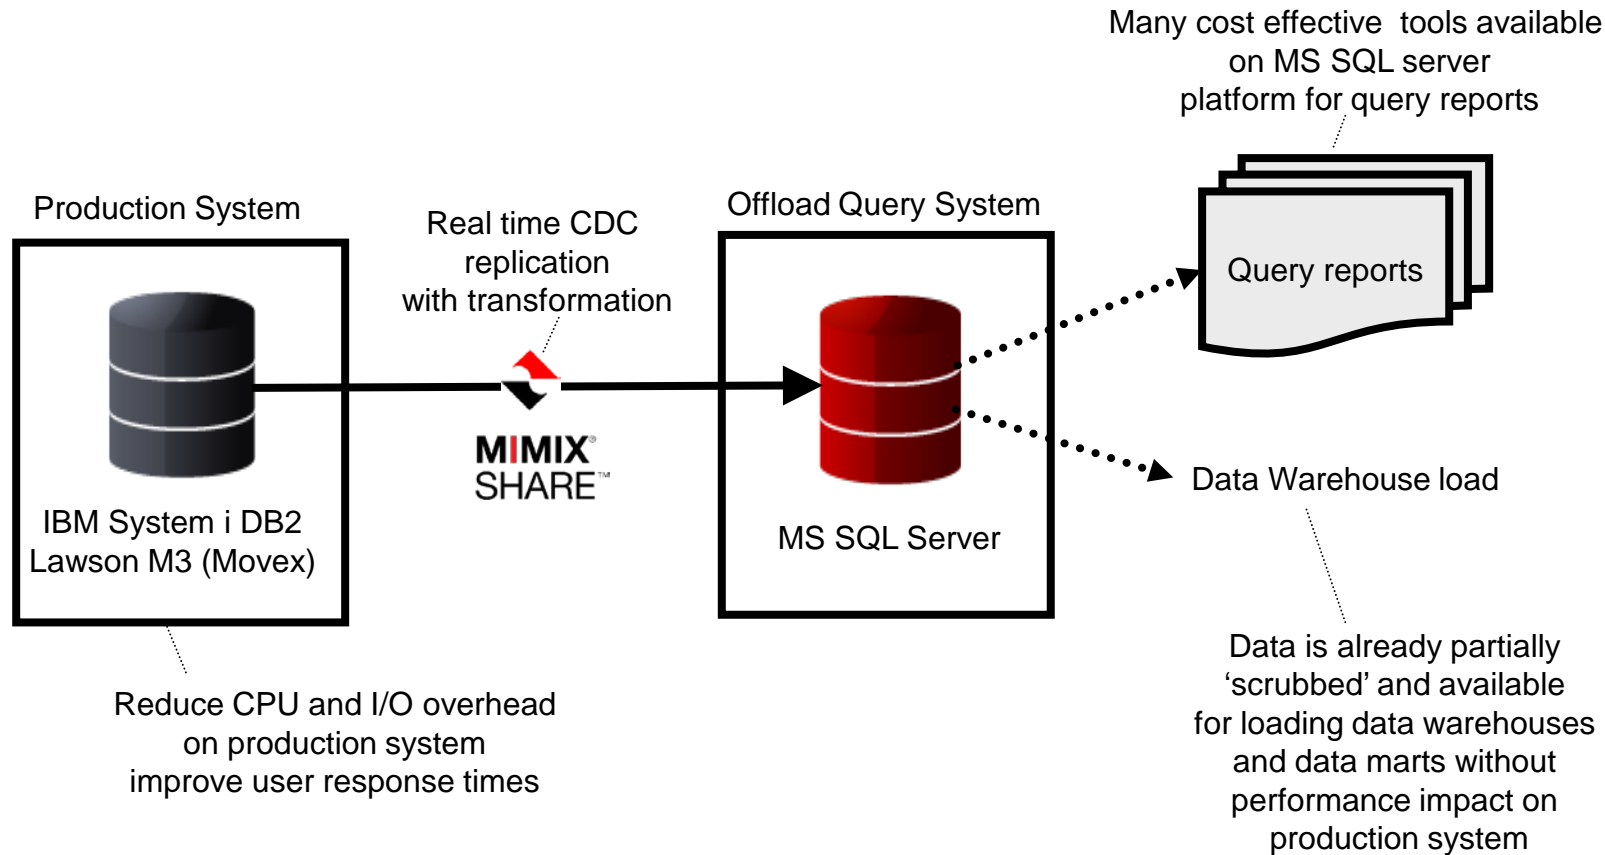 Many cost effective  tools available
on MS SQL server
platform for query reports
Production System
Real time CDC
replication
with transformation
Offload Query System
Query reports
MIMIX®
SHARE™
IBM System i DB2
Lawson M3 (Movex)
MS SQL Server
Data Warehouse load
Reduce CPU and I/O overhead
on production system
improve user response times
Data is already partially
‘scrubbed’ and available
for loading data warehouses
and data marts without
performance impact on
production system